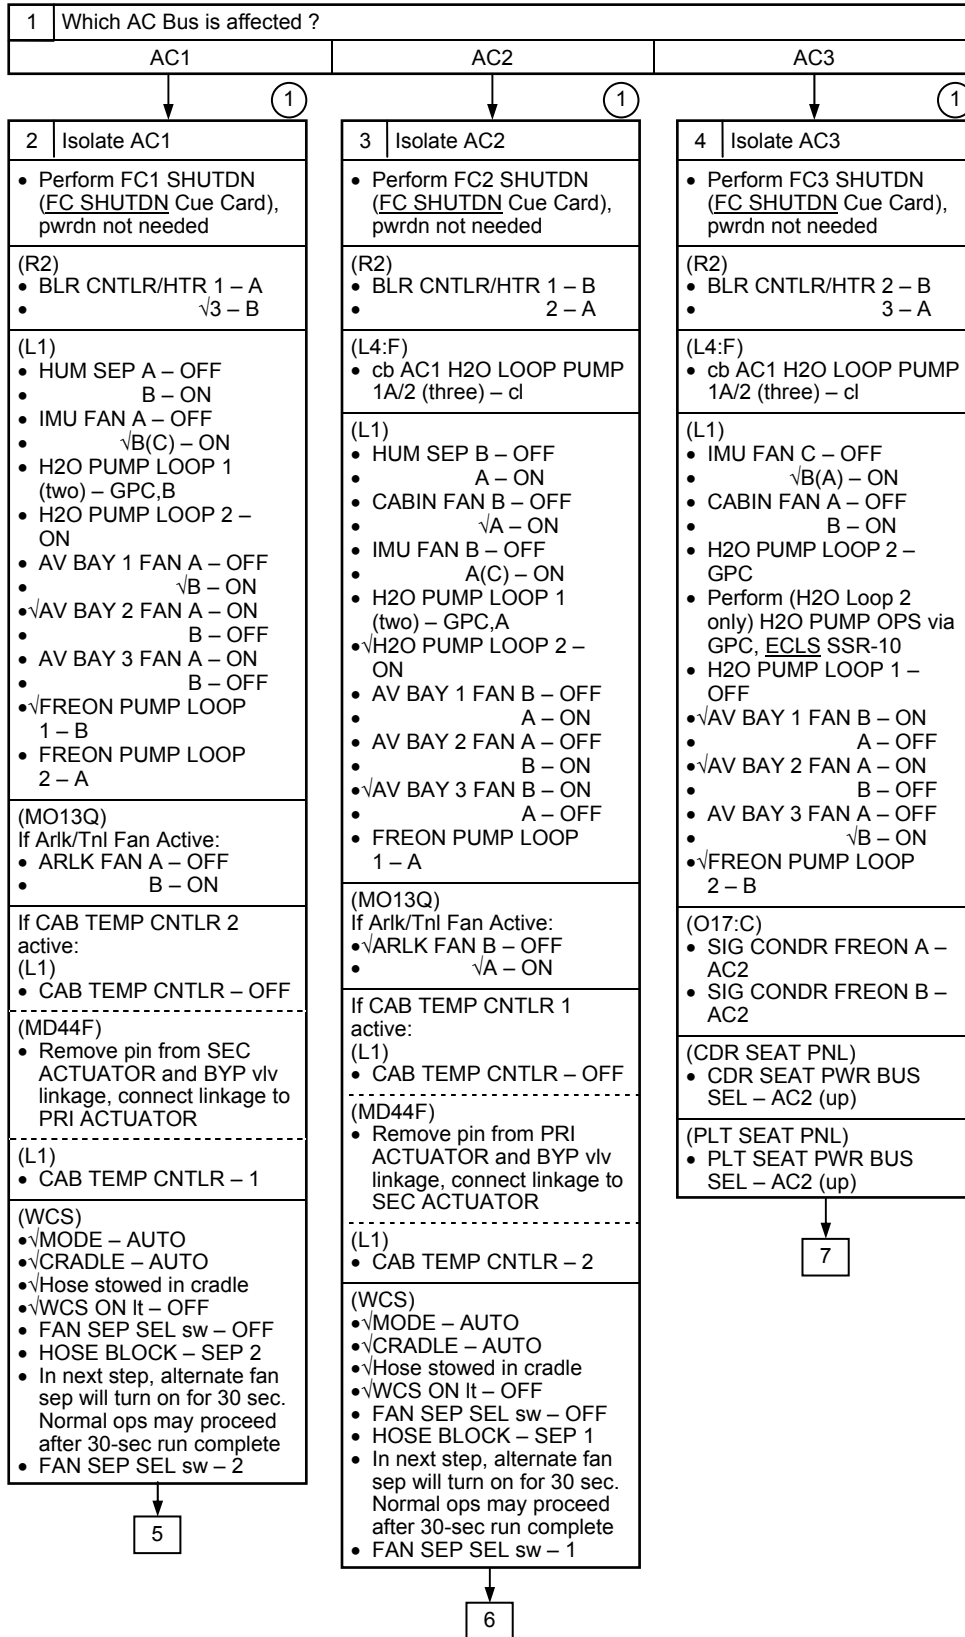 1 Which AC Bus is affected ?
AC1 AC2 AC3
1 1 1
2 Isolate AC1
• Perform FC1 SHUTDN
(FC SHUTDN Cue Card),
pwrdn not needed
(R2)
• BLR CNTLR/HTR 1 – A
• √3 – B
(L1)
• HUM SEP A – OFF
• B – ON
• IMU FAN A – OFF
• √B(C) – ON
• H2O PUMP LOOP 1
(two) – GPC,B
• H2O PUMP LOOP 2 –
ON
• AV BAY 1 FAN A – OFF
• √B – ON
•√AV BAY 2 FAN A – ON
• B – OFF
• AV BAY 3 FAN A – ON
• B – OFF
•√FREON PUMP LOOP
1 – B
• FREON PUMP LOOP
2 – A
(MO13Q)
If Arlk/Tnl Fan Active:
• ARLK FAN A – OFF
• B – ON
If CAB TEMP CNTLR 2
active:
(L1)
• CAB TEMP CNTLR – OFF
(MD44F)
• Remove pin from SEC
ACTUATOR and BYP vlv
linkage, connect linkage to
PRI ACTUATOR
(L1)
• CAB TEMP CNTLR – 1
(WCS)
•√MODE – AUTO
•√CRADLE – AUTO
•√Hose stowed in cradle
•√WCS ON lt – OFF
• FAN SEP SEL sw – OFF
• HOSE BLOCK – SEP 2
• In next step, alternate fan
sep will turn on for 30 sec.
Normal ops may proceed
after 30-sec run complete
• FAN SEP SEL sw – 2
5
3 Isolate AC2
• Perform FC2 SHUTDN
(FC SHUTDN Cue Card),
pwrdn not needed
(R2)
• BLR CNTLR/HTR 1 – B
• 2 – A
(L4:F)
• cb AC1 H2O LOOP PUMP
1A/2 (three) – cl
(L1)
• HUM SEP B – OFF
• A – ON
• CABIN FAN B – OFF
• √A – ON
• IMU FAN B – OFF
• A(C) – ON
• H2O PUMP LOOP 1
(two) – GPC,A
•√H2O PUMP LOOP 2 –
ON
• AV BAY 1 FAN B – OFF
• A – ON
• AV BAY 2 FAN A – OFF
• B – ON
•√AV BAY 3 FAN B – ON
• A – OFF
• FREON PUMP LOOP
1 – A
(MO13Q)
If Arlk/Tnl Fan Active:
•√ARLK FAN B – OFF
• √A – ON
If CAB TEMP CNTLR 1
active:
(L1)
• CAB TEMP CNTLR – OFF
(MD44F)
• Remove pin from PRI
ACTUATOR and BYP vlv
linkage, connect linkage to
SEC ACTUATOR
(L1)
• CAB TEMP CNTLR – 2
(WCS)
•√MODE – AUTO
•√CRADLE – AUTO
•√Hose stowed in cradle
•√WCS ON lt – OFF
• FAN SEP SEL sw – OFF
• HOSE BLOCK – SEP 1
• In next step, alternate fan
sep will turn on for 30 sec.
Normal ops may proceed
after 30-sec run complete
• FAN SEP SEL sw – 1
6
4 Isolate AC3
• Perform FC3 SHUTDN
(FC SHUTDN Cue Card),
pwrdn not needed
(R2)
• BLR CNTLR/HTR 2 – B
• 3 – A
(L4:F)
• cb AC1 H2O LOOP PUMP
1A/2 (three) – cl
(L1)
• IMU FAN C – OFF
• √B(A) – ON
• CABIN FAN A – OFF
• B – ON
• H2O PUMP LOOP 2 –
GPC
• Perform (H2O Loop 2
only) H2O PUMP OPS via
GPC, ECLS SSR-10
• H2O PUMP LOOP 1 –
OFF
•√AV BAY 1 FAN B – ON
• A – OFF
•√AV BAY 2 FAN A – ON
• B – OFF
• AV BAY 3 FAN A – OFF
• √B – ON
•√FREON PUMP LOOP
2 – B
(O17:C)
• SIG CONDR FREON A –
AC2
• SIG CONDR FREON B –
AC2
(CDR SEAT PNL)
• CDR SEAT PWR BUS
SEL – AC2 (up)
(PLT SEAT PNL)
• PLT SEAT PWR BUS
SEL – AC2 (up)
7